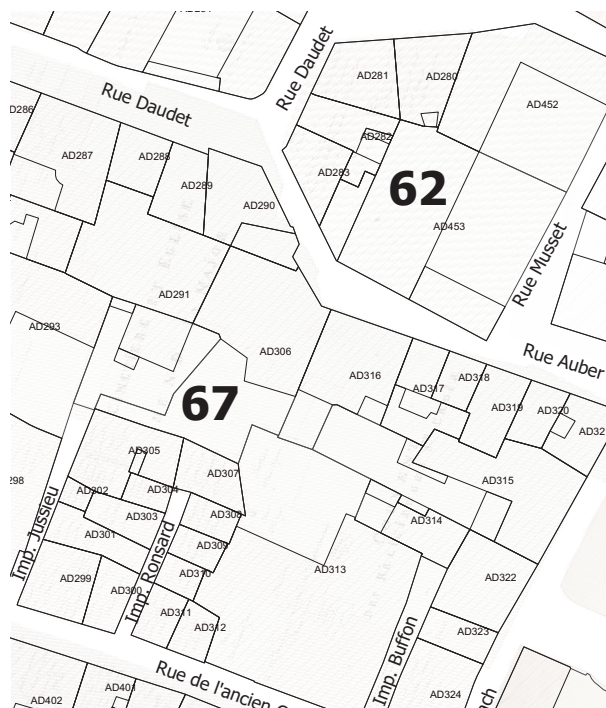 Rue Daudet
Rue Daudet
AD281
AD280
AD452
AD282
AD287
AD288
AD283
AD289
62
AD290
AD453
Rue Musset
AD291
AD293
AD306
Rue Auber
AD316
AD317
AD318
AD319
AD320
67
AD305
AD307
AD315
AD302
AD304
AD303
AD308
AD314
AD301
AD309
Imp. Jussieu
Imp. Ronsard
AD310
AD313
AD299
AD300
AD322
AD311
AD312
AD323
Imp. Buffon
Rue de l'ancien
AD401
AD402
AD324